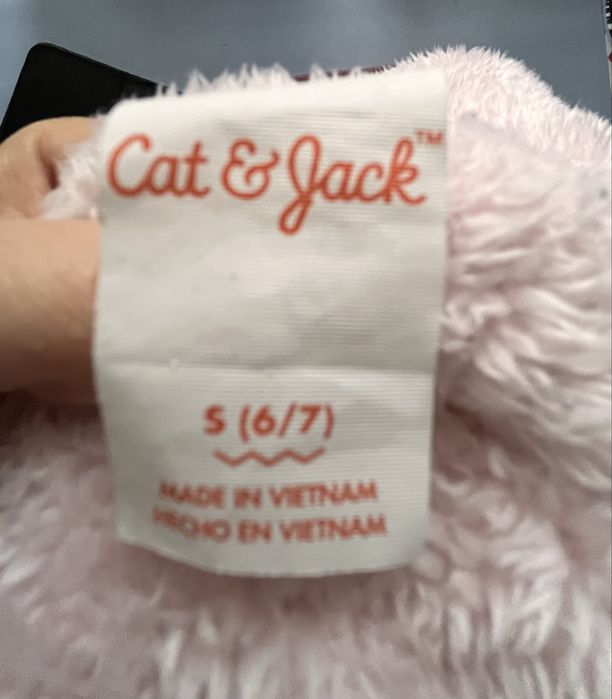 Cat & Jack™
S (6/7)
MADE IN VIETNAM
HECHO EN VIETNAM